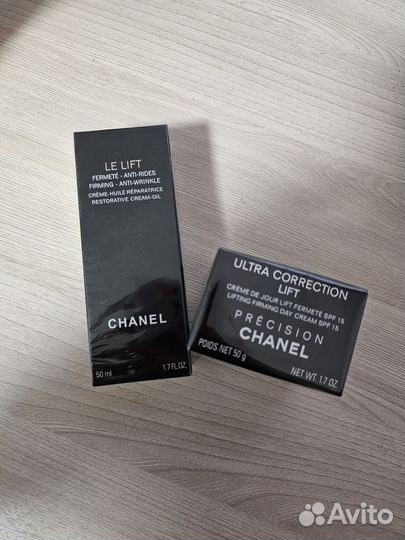 LE LIFT
FERMETÉ - ANTI-RIDES
FIRMING - ANTI-WRINKLE
CRÈME-HUILE RÉPARATRICE
RESTORATIVE CREAM-OIL
CHANEL
50 ml 1.7 FL.OZ.
ULTRA CORRECTION
LIFT
CRÈME DE JOUR LIFT FERMETÉ SPF 15
LIFTING FIRMING DAY CREAM SPF 15
PRÉCISION
CHANEL
POIDS NET 50 g NET WT. 1.7 OZ.
Avito